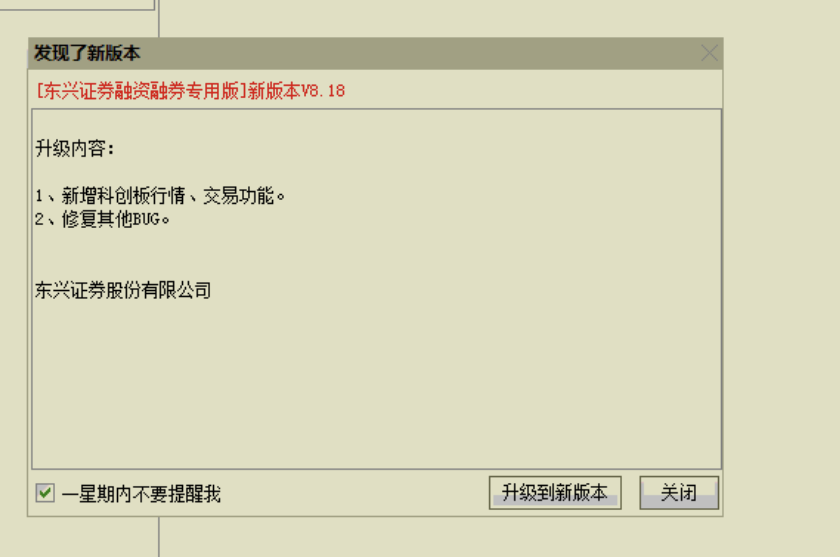 发现了新版本
[东兴证券融资融券专用版]新版本V8.18
升级内容:
1、新增科创板行情、交易功能。
2、修复其他BUG。
东兴证券股份有限公司
一星期内不要提醒我
升级到新版本
关闭